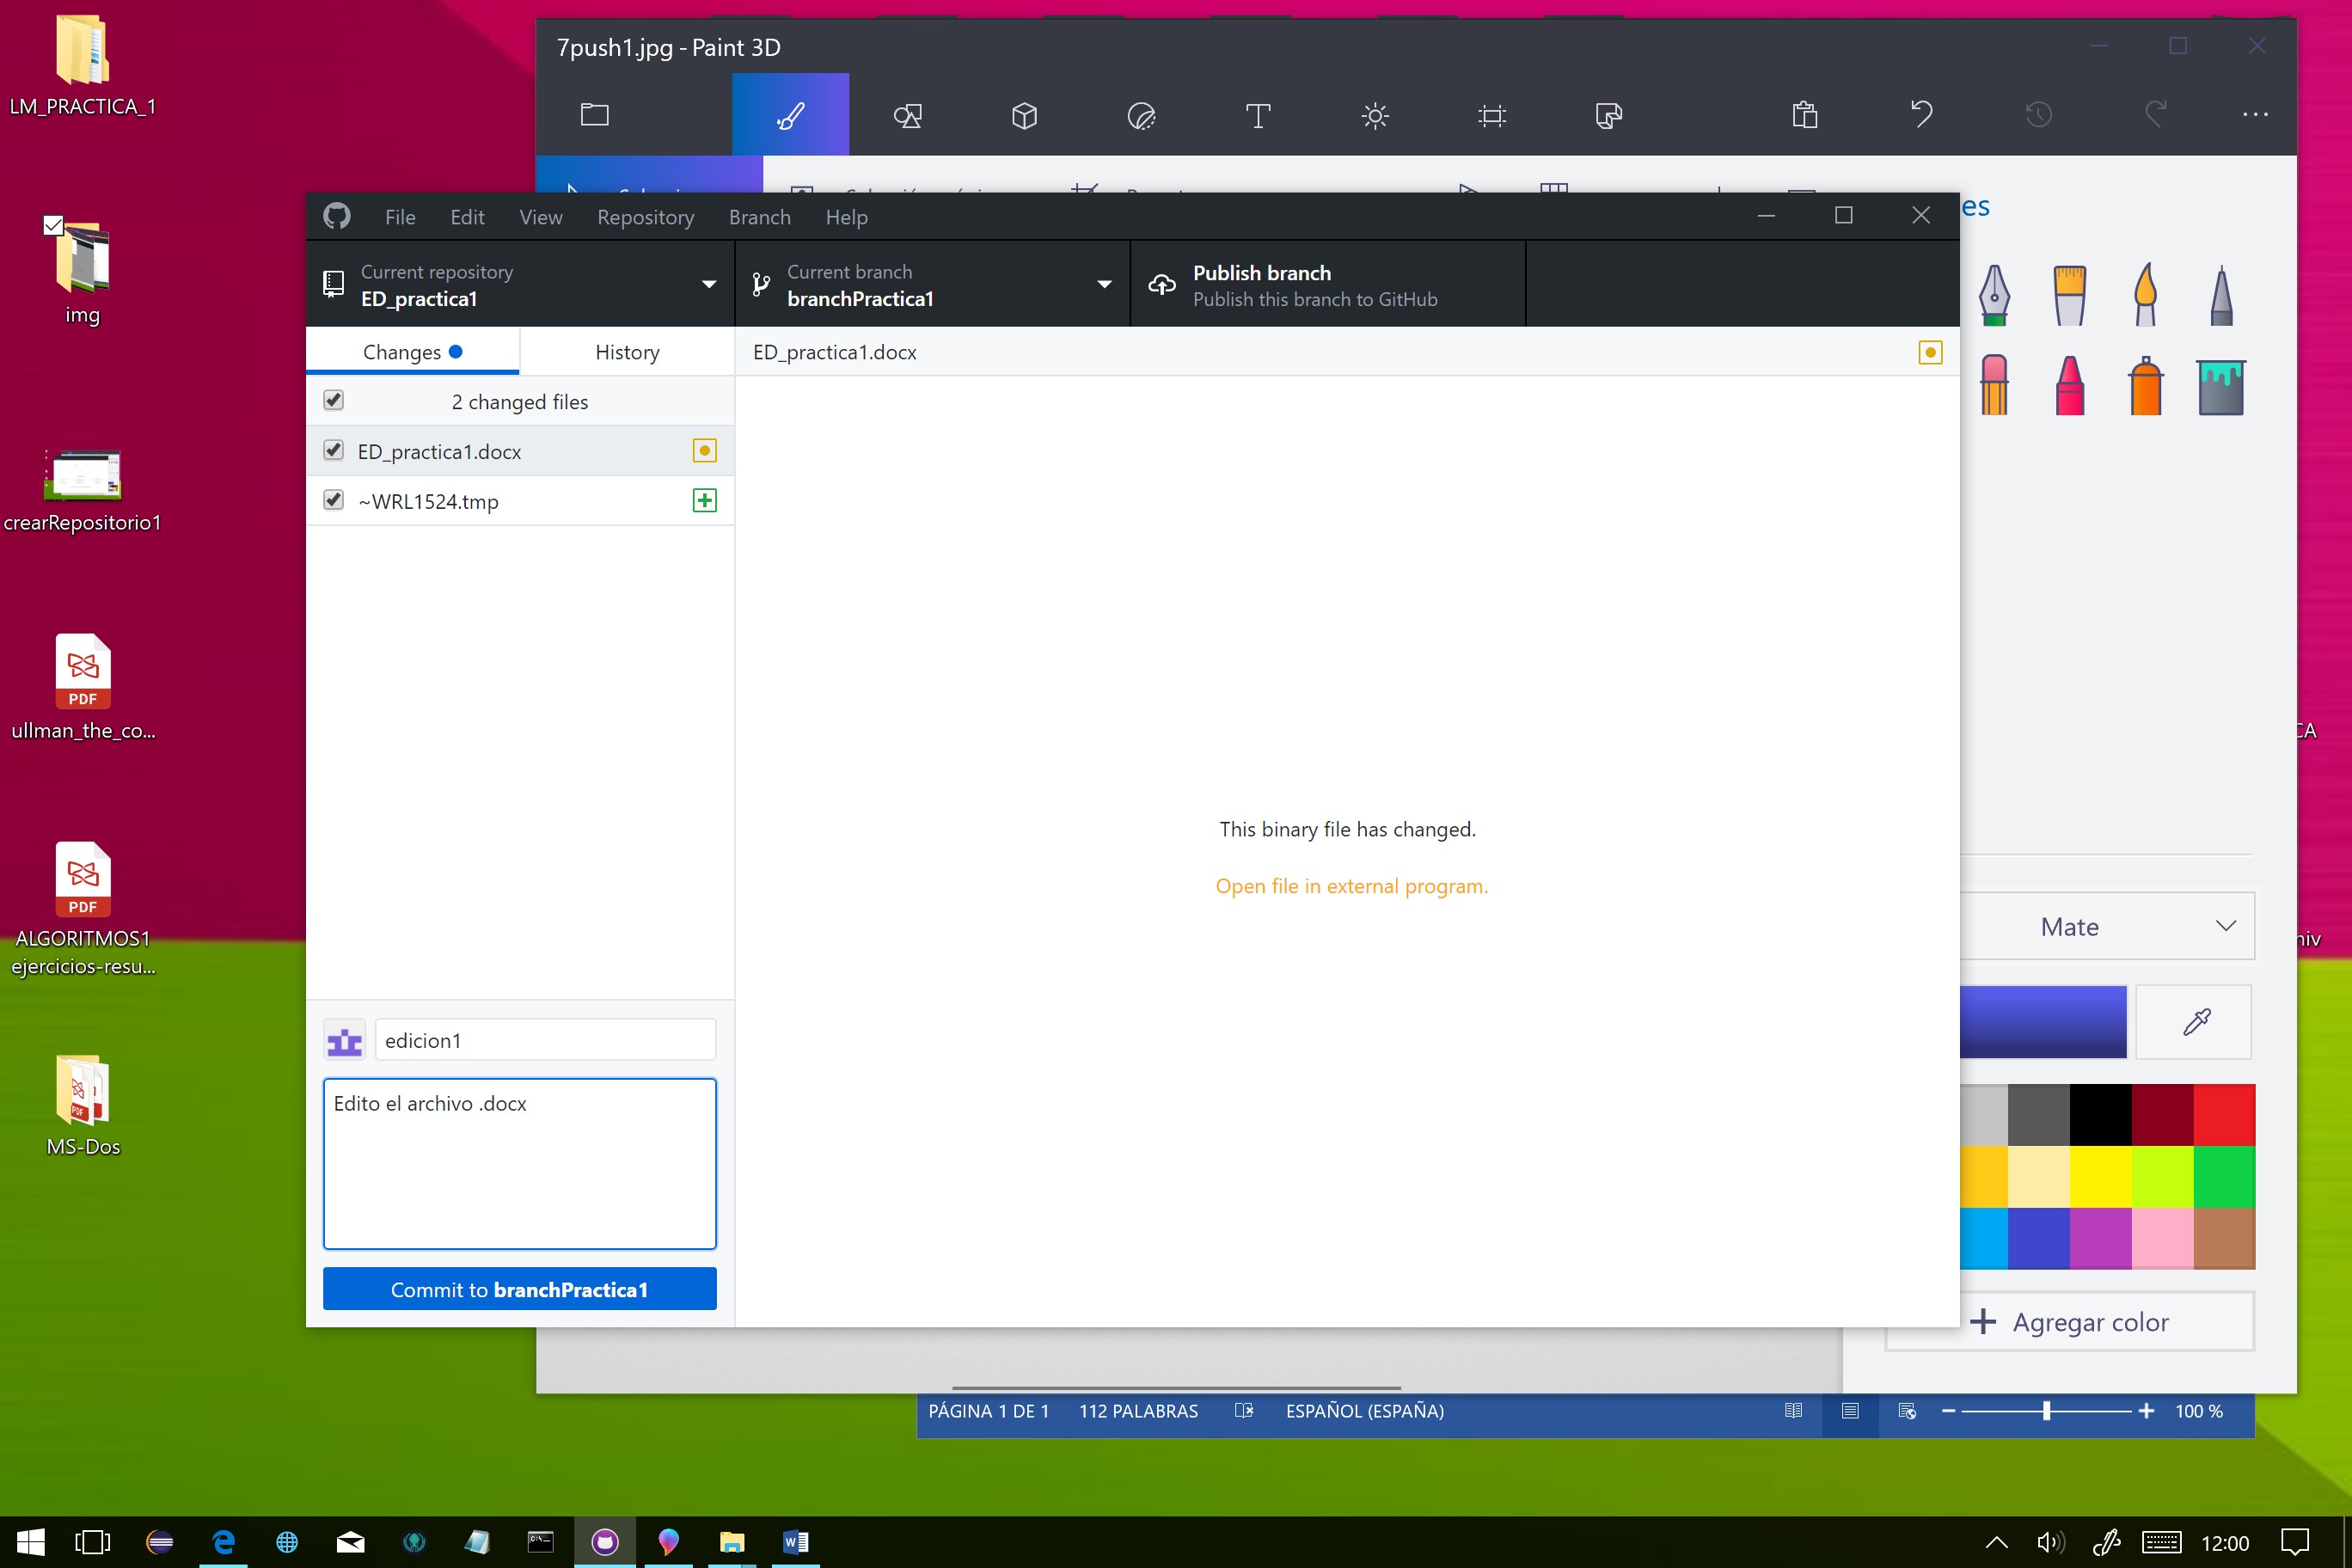 LM_PRACTICA_1
img
crearRepositorio1
PDF
ullman_the_co...
PDF
ALGORITMOS1
ejercicios-resu...
MS-Dos
7push1.jpg - Paint 3D
es
File Edit View Repository Branch Help
Current repository
ED_practica1
Current branch
branchPractica1
Publish branch
Publish this branch to GitHub
Changes
History
ED_practica1.docx
2 changed files
ED_practica1.docx
~WRL1524.tmp
This binary file has changed.
Open file in external program.
edicion1
Edito el archivo .docx
Commit to branchPractica1
Mate
Agregar color
CA
hiv
PÁGINA 1 DE 1 112 PALABRAS ESPAÑOL (ESPAÑA) 100 %
12:00